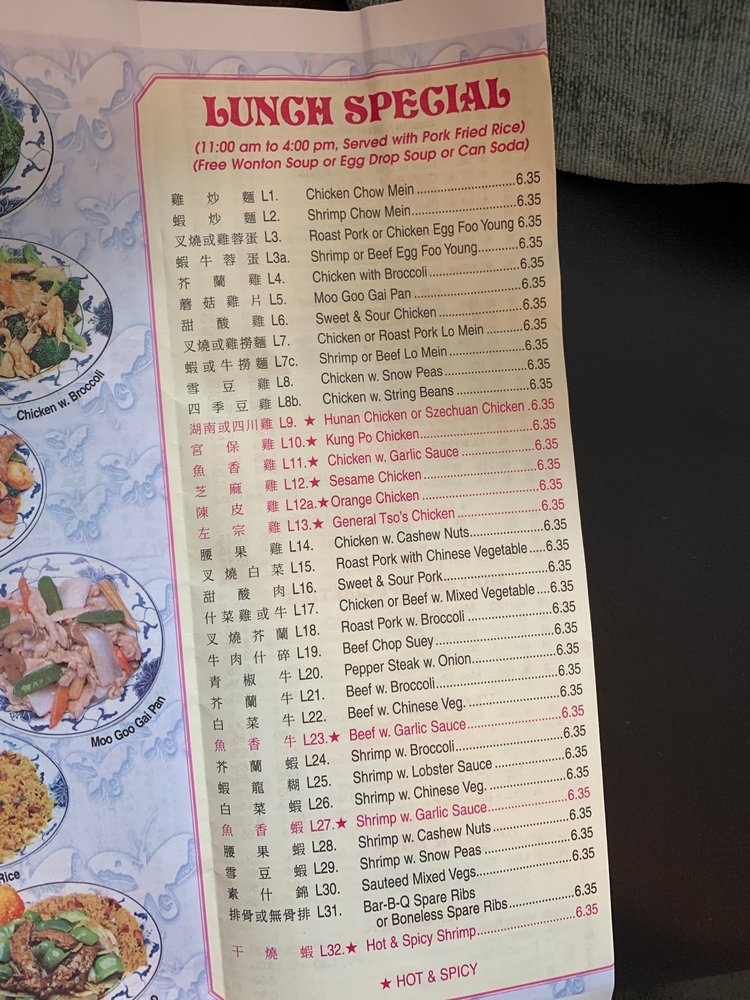 LUNCH SPECIAL
(11:00 am to 4:00 pm, Served with Pork Fried Rice)
(Free Wonton Soup or Egg Drop Soup or Can Soda)
雞炒麵 L1. Chicken Chow Mein 6.35
蝦炒麵 L2. Shrimp Chow Mein 6.35
叉燒或雞蓉蛋 L3. Roast Pork or Chicken Egg Foo Young 6.35
蝦牛蓉蛋 L3a. Shrimp or Beef Egg Foo Young 6.35
芥蘭雞 L4. Chicken with Broccoli 6.35
蘑菇雞片 L5. Moo Goo Gai Pan 6.35
甜酸雞 L6. Sweet & Sour Chicken 6.35
叉燒或雞撈麵 L7. Chicken or Roast Pork Lo Mein 6.35
蝦或牛撈麵 L7c. Shrimp or Beef Lo Mein 6.35
雪豆雞 L8. Chicken w. Snow Peas 6.35
四季豆雞 L8b. Chicken w. String Beans 6.35
湖南或四川雞 L9. ★ Hunan Chicken or Szechuan Chicken 6.35
宮保雞 L10. ★ Kung Po Chicken 6.35
魚香雞 L11. ★ Chicken w. Garlic Sauce 6.35
芝麻雞 L12. ★ Sesame Chicken 6.35
陳皮雞 L12a. ★ Orange Chicken 6.35
左宗雞 L13. ★ General Tso's Chicken 6.35
腰果雞 L14. Chicken w. Cashew Nuts 6.35
叉燒白菜 L15. Roast Pork with Chinese Vegetable 6.35
甜酸肉 L16. Sweet & Sour Pork 6.35
什菜雞或牛 L17. Chicken or Beef w. Mixed Vegetable 6.35
叉燒芥蘭 L18. Roast Pork w. Broccoli 6.35
牛肉什碎 L19. Beef Chop Suey 6.35
青椒牛 L20. Pepper Steak w. Onion 6.35
芥蘭牛 L21. Beef w. Broccoli 6.35
白菜牛 L22. Beef w. Chinese Veg. 6.35
魚香牛 L23. ★ Beef w. Garlic Sauce 6.35
芥蘭蝦 L24. Shrimp w. Broccoli 6.35
蝦龍糊 L25. Shrimp w. Lobster Sauce 6.35
白菜蝦 L26. Shrimp w. Chinese Veg. 6.35
魚香蝦 L27. ★ Shrimp w. Garlic Sauce 6.35
腰果蝦 L28. Shrimp w. Cashew Nuts 6.35
雪豆蝦 L29. Shrimp w. Snow Peas 6.35
素什錦 L30. Sauteed Mixed Vegs 6.35
排骨或無骨排 L31. Bar-B-Q Spare Ribs
or Boneless Spare Ribs 6.35
干燒蝦 L32. ★ Hot & Spicy Shrimp 6.35
★ HOT & SPICY
Chicken w. Broccoli
Moo Goo Gai Pan
Rice